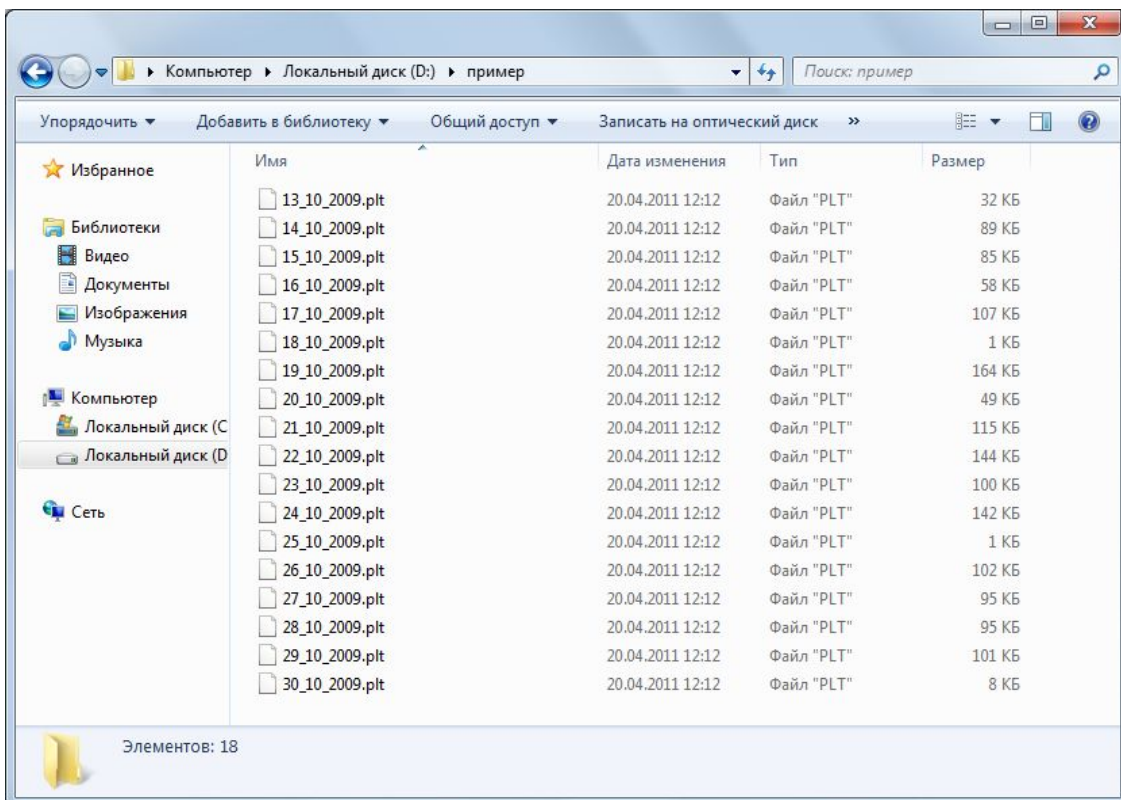 Компьютер Локальный диск (D:) пример Поиск: пример
Упорядочить Добавить в библиотеку Общий доступ Записать на оптический диск »
Избранное
Библиотеки
Видео
Документы
Изображения
Музыка
Компьютер
Локальный диск (C
Локальный диск (D
Сеть
Имя Дата изменения Тип Размер
13_10_2009.plt 20.04.2011 12:12 Файл "PLT" 32 КБ
14_10_2009.plt 20.04.2011 12:12 Файл "PLT" 89 КБ
15_10_2009.plt 20.04.2011 12:12 Файл "PLT" 85 КБ
16_10_2009.plt 20.04.2011 12:12 Файл "PLT" 58 КБ
17_10_2009.plt 20.04.2011 12:12 Файл "PLT" 107 КБ
18_10_2009.plt 20.04.2011 12:12 Файл "PLT" 1 КБ
19_10_2009.plt 20.04.2011 12:12 Файл "PLT" 164 КБ
20_10_2009.plt 20.04.2011 12:12 Файл "PLT" 49 КБ
21_10_2009.plt 20.04.2011 12:12 Файл "PLT" 115 КБ
22_10_2009.plt 20.04.2011 12:12 Файл "PLT" 144 КБ
23_10_2009.plt 20.04.2011 12:12 Файл "PLT" 100 КБ
24_10_2009.plt 20.04.2011 12:12 Файл "PLT" 142 КБ
25_10_2009.plt 20.04.2011 12:12 Файл "PLT" 1 КБ
26_10_2009.plt 20.04.2011 12:12 Файл "PLT" 102 КБ
27_10_2009.plt 20.04.2011 12:12 Файл "PLT" 95 КБ
28_10_2009.plt 20.04.2011 12:12 Файл "PLT" 95 КБ
29_10_2009.plt 20.04.2011 12:12 Файл "PLT" 101 КБ
30_10_2009.plt 20.04.2011 12:12 Файл "PLT" 8 КБ
Элементов: 18